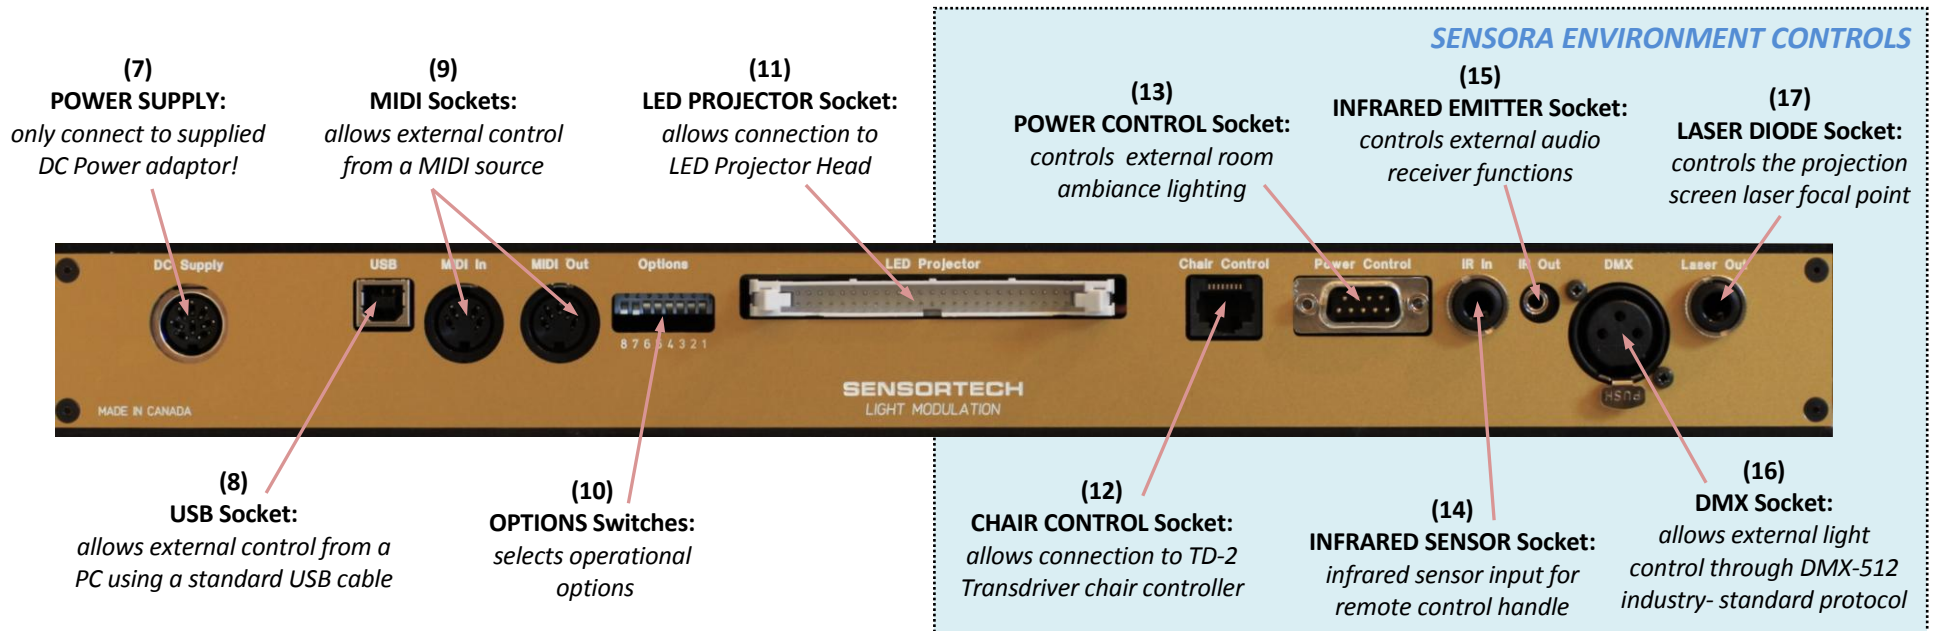 SENSORA ENVIRONMENT CONTROLS
(7)
POWER SUPPLY:
only connect to supplied
DC Power adaptor!
(9)
MIDI Sockets:
allows external control
from a MIDI source
(11)
LED PROJECTOR Socket:
allows connection to
LED Projector Head
(13)
POWER CONTROL Socket:
controls external room
ambiance lighting
(15)
INFRARED EMITTER Socket:
controls external audio
receiver functions
(17)
LASER DIODE Socket:
controls the projection
screen laser focal point
DC Supply
USB
MIDI In
MIDI Out
Options
LED Projector
Chair Control
Power Control
IR In
IR Out
DMX
Laser Out
8 7 6 5 4 3 2 1
PUSH
SENSORTECH
LIGHT MODULATION
MADE IN CANADA
(8)
USB Socket:
allows external control from a
PC using a standard USB cable
(10)
OPTIONS Switches:
selects operational
options
(12)
CHAIR CONTROL Socket:
allows connection to TD-2
Transdriver chair controller
(14)
INFRARED SENSOR Socket:
infrared sensor input for
remote control handle
(16)
DMX Socket:
allows external light
control through DMX-512
industry- standard protocol